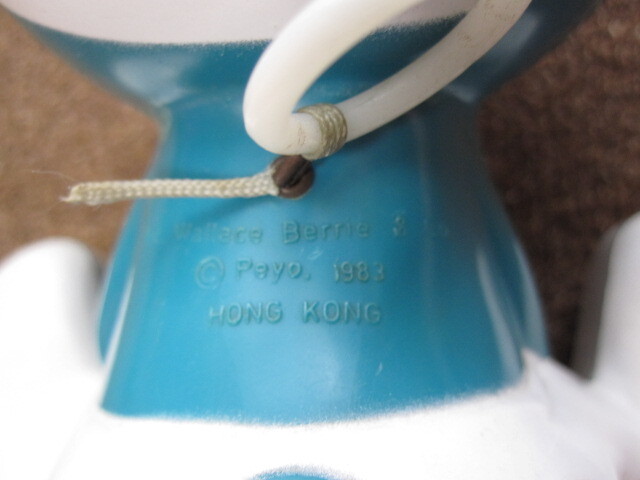 Wallace Berrie &
© Peyo, 1983
HONG KONG